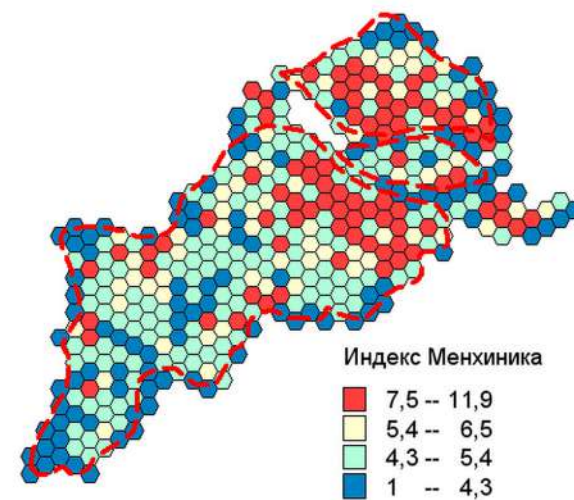 Индекс Менхиника
7,5 -- 11,9
5,4 -- 6,5
4,3 -- 5,4
1 -- 4,3